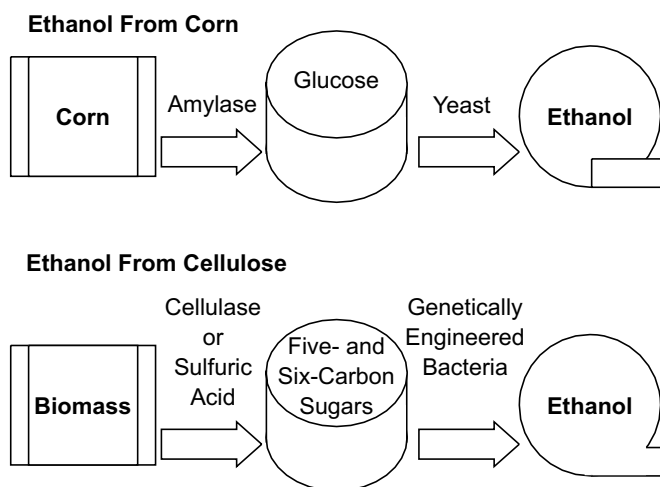 Ethanol From Corn
Corn
Amylase
Glucose
Yeast
Ethanol
Ethanol From Cellulose
Biomass
Cellulase
or
Sulfuric
Acid
Five- and
Six-Carbon
Sugars
Genetically
Engineered
Bacteria
Ethanol